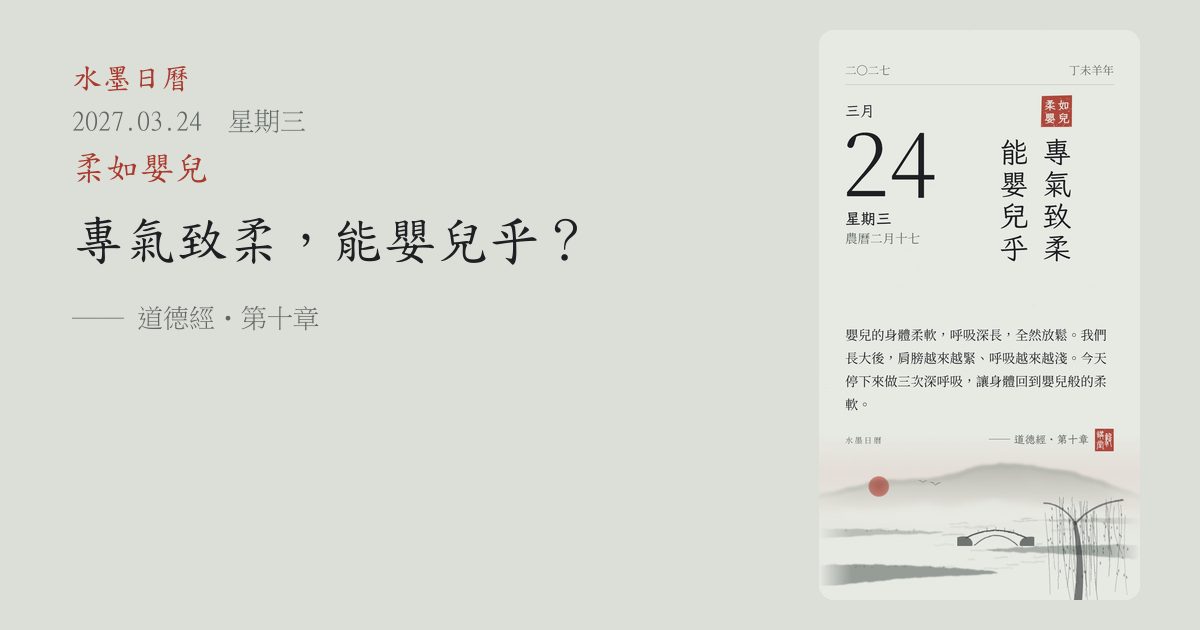 水墨日曆
2027.03.24 星期三
柔如嬰兒
專氣致柔，能嬰兒乎？
—— 道德經・第十章
二〇二七
丁未羊年
三月
24
星期三
農曆二月十七
柔如
嬰兒
專氣致柔
能嬰兒乎
嬰兒的身體柔軟，呼吸深長，全然放鬆。我們
長大後，肩膀越來越緊、呼吸越來越淺。今天
停下來做三次深呼吸，讓身體回到嬰兒般的柔
軟。
水墨日曆
—— 道德經・第十章